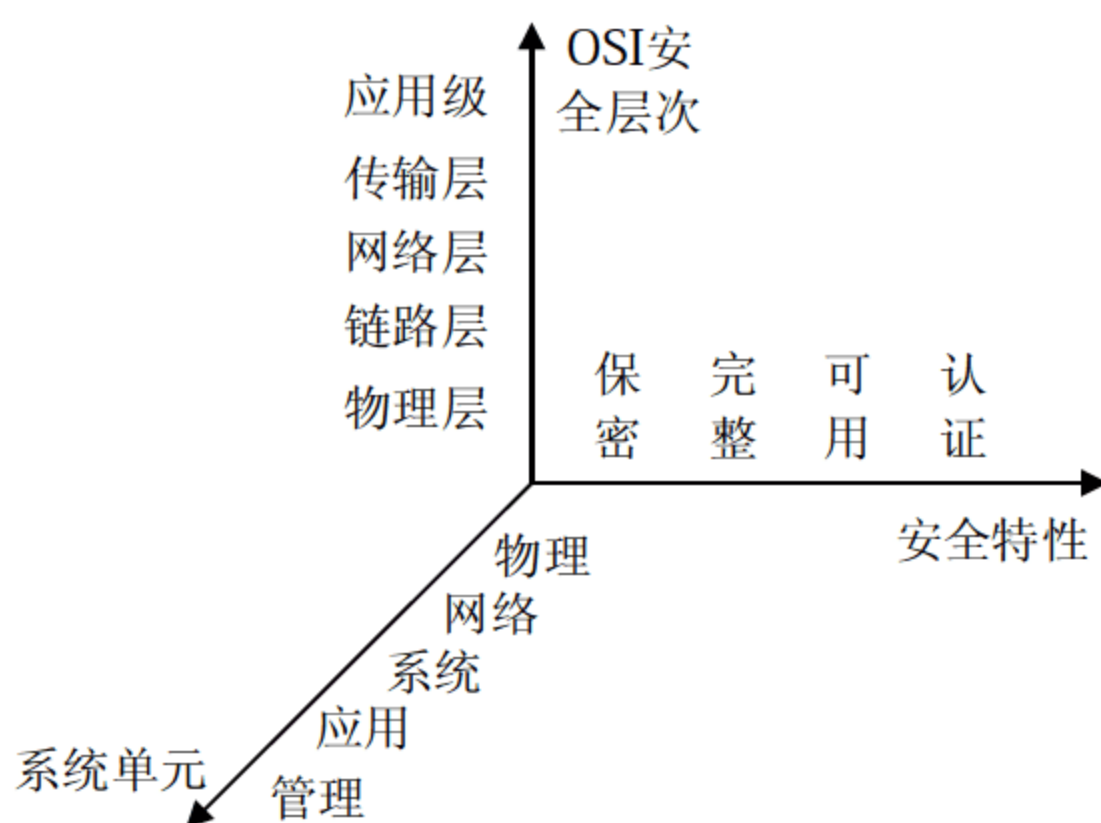 OSI安
全层次
应用级
传输层
网络层
链路层
物理层
保密
完整
可用
认证
安全特性
物理
网络
系统
应用
管理
系统单元